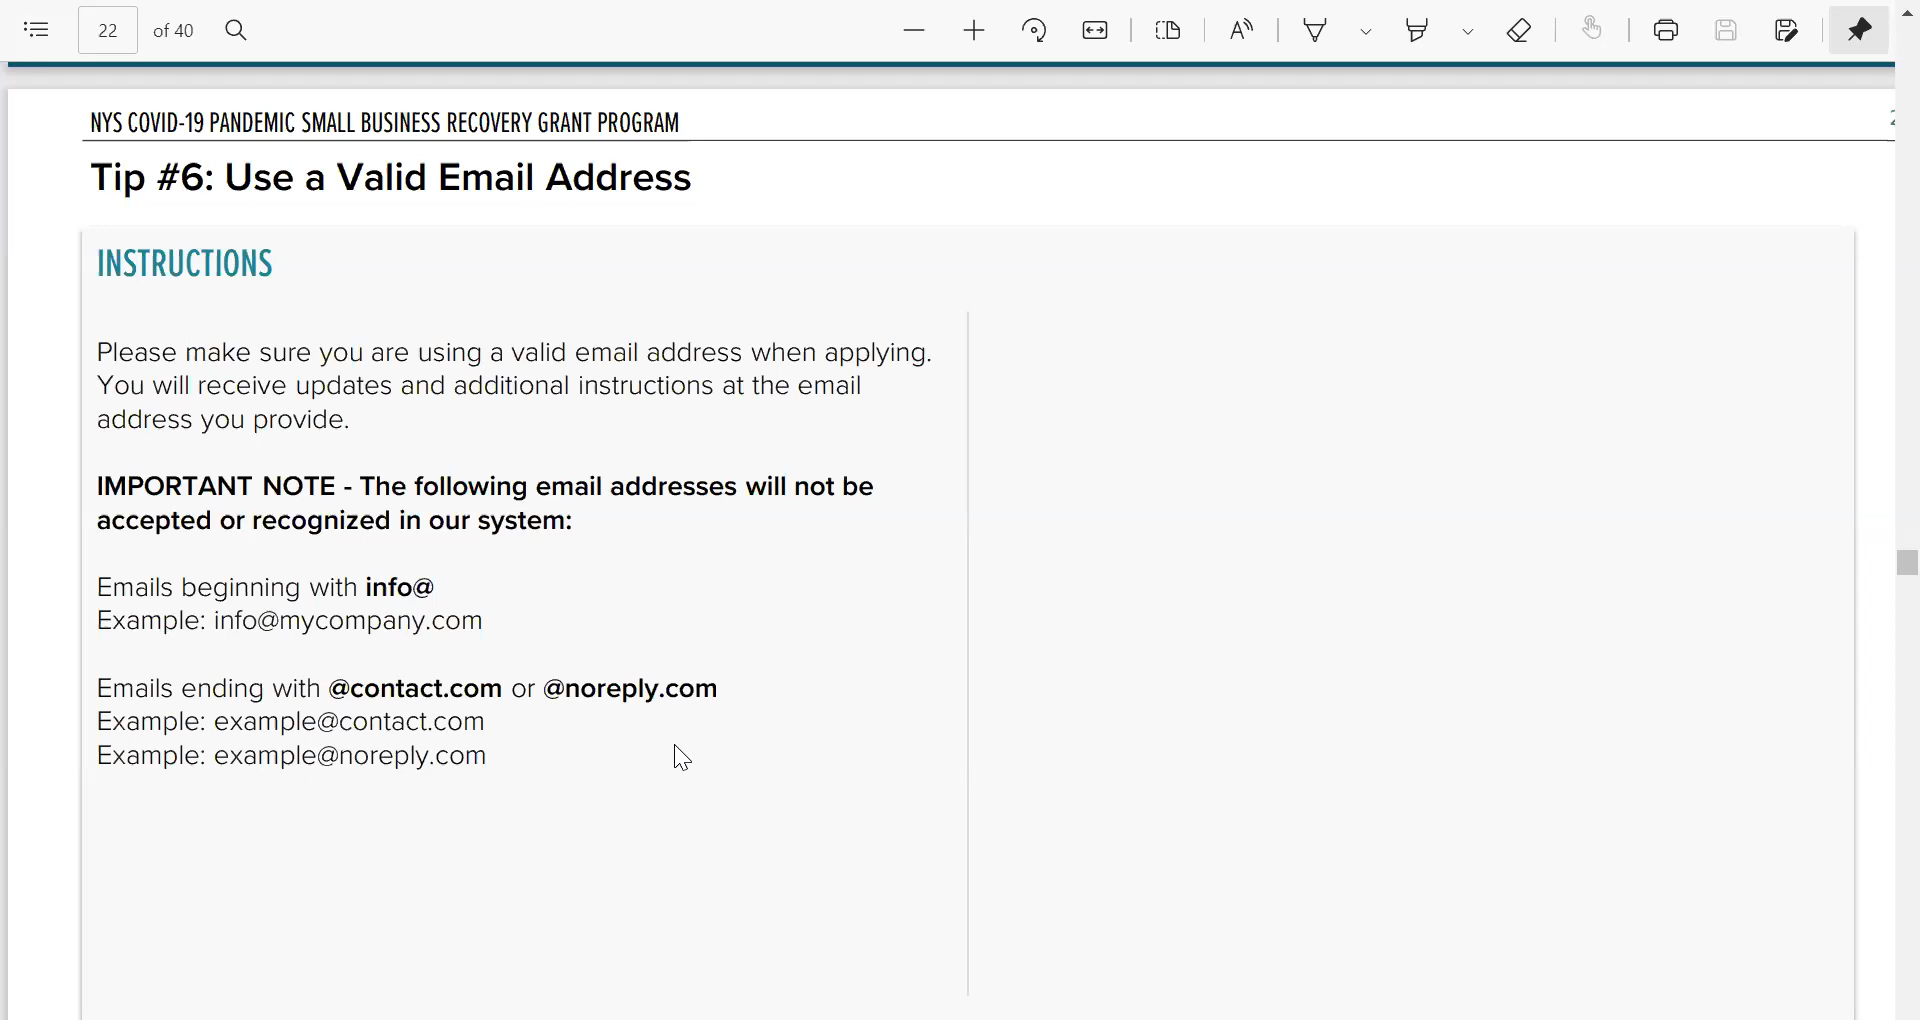 22 of 40
NYS COVID-19 PANDEMIC SMALL BUSINESS RECOVERY GRANT PROGRAM
Tip #6: Use a Valid Email Address
INSTRUCTIONS
Please make sure you are using a valid email address when applying.
You will receive updates and additional instructions at the email
address you provide.
IMPORTANT NOTE - The following email addresses will not be
accepted or recognized in our system:
Emails beginning with info@
Example: info@mycompany.com
Emails ending with @contact.com or @noreply.com
Example: example@contact.com
Example: example@noreply.com